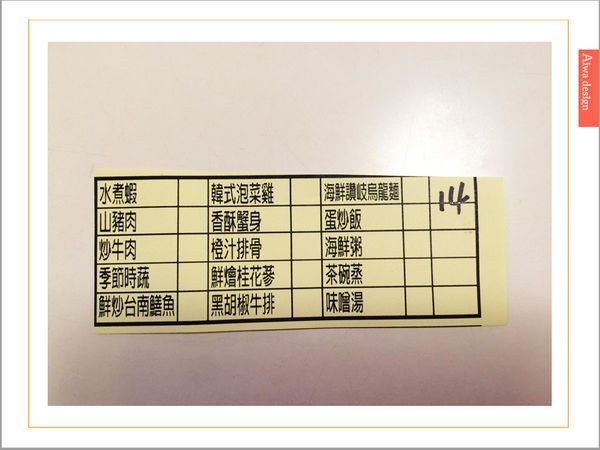 水煮蝦 韓式泡菜雞 海鮮讚岐烏龍麵 14
山豬肉 香酥蟹身 蛋炒飯
炒牛肉 橙汁排骨 海鮮粥
季節時蔬 鮮燴桂花蔘 茶碗蒸
鮮炒台南鱔魚 黑胡椒牛排 味噌湯
Aiwa design